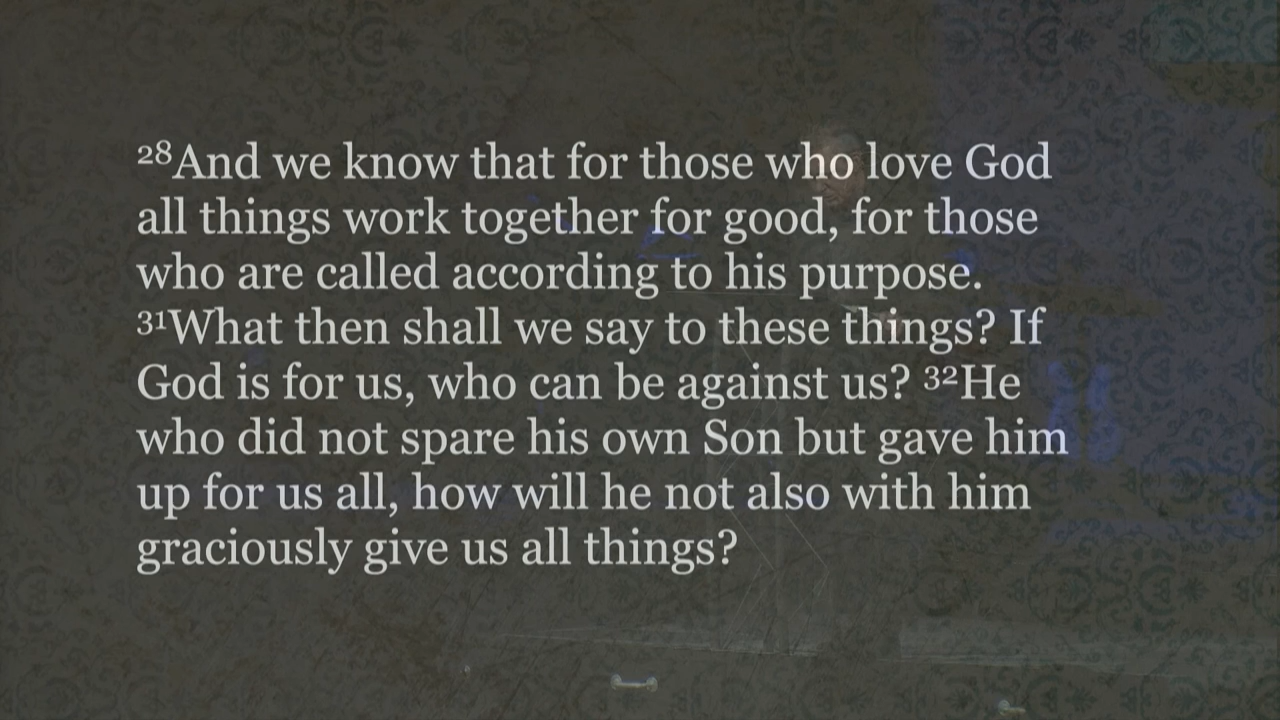 ²⁸And we know that for those who love God
all things work together for good, for those
who are called according to his purpose.
³¹What then shall we say to these things? If
God is for us, who can be against us? ³²He
who did not spare his own Son but gave him
up for us all, how will he not also with him
graciously give us all things?